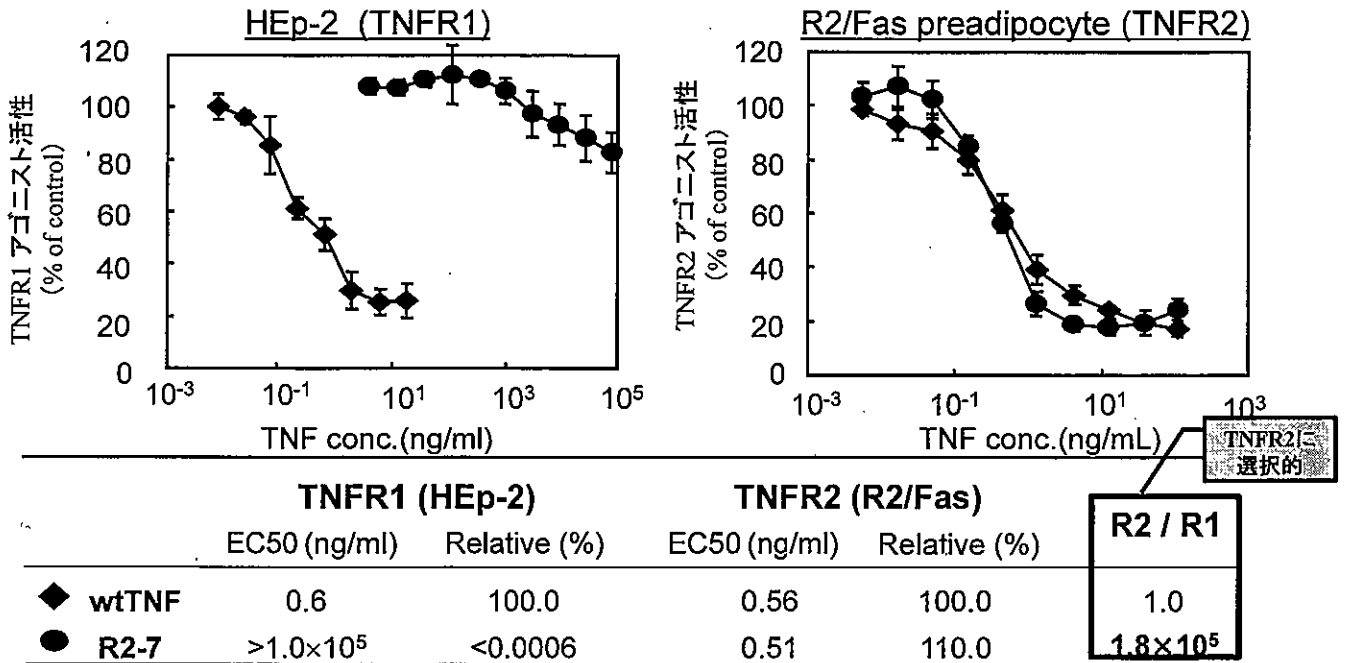 HEp-2 (TNFR1)
TNFR1 アゴニスト活性
(% of control)
120
100
80
60
40
20
0
10-3
10-1
10¹
10³
10⁵
TNF conc.(ng/ml)
R2/Fas preadipocyte (TNFR2)
TNFR2 アゴニスト活性
(% of control)
120
100
80
60
40
20
0
10-3
10-1
10¹
10³
TNF conc.(ng/mL)
TNFR2に
選択的
TNFR1 (HEp-2) TNFR2 (R2/Fas) R2 / R1
EC50 (ng/ml) Relative (%) EC50 (ng/ml) Relative (%)
wtTNF 0.6 100.0 0.56 100.0 1.0
R2-7 >1.0×10⁵ <0.0006 0.51 110.0 1.8×10⁵